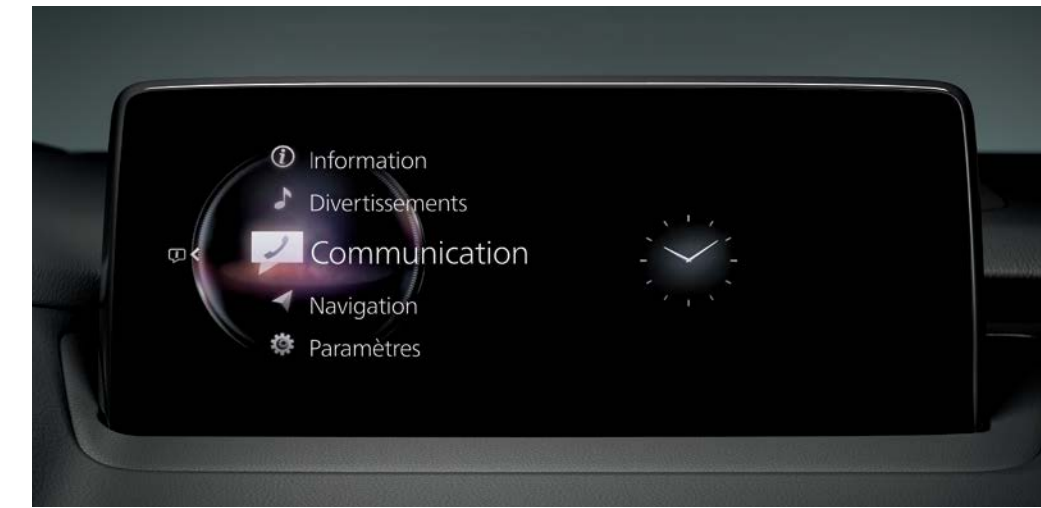 Information
Divertissements
Communication
Navigation
Paramètres